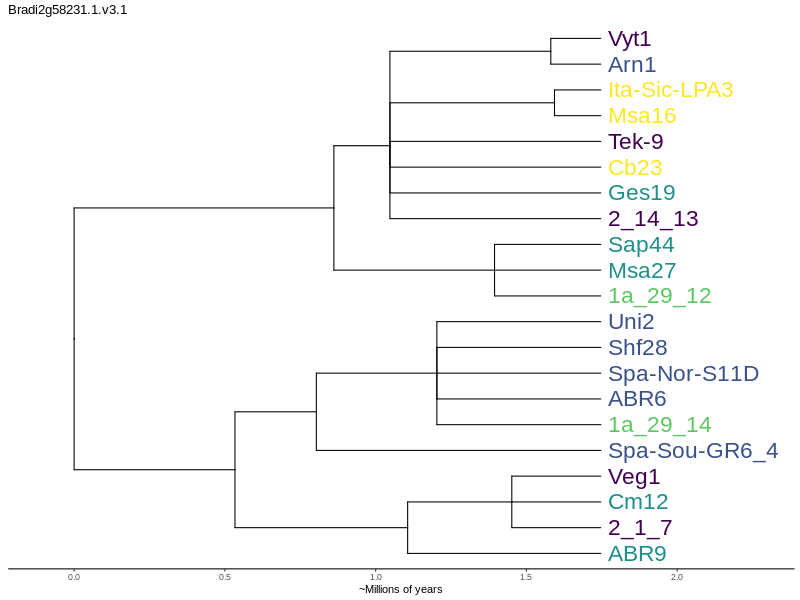 Bradi2g58231.1.v3.1
Vyt1
Arn1
Ita-Sic-LPA3
Msa16
Tek-9
Cb23
Ges19
2_14_13
Sap44
Msa27
1a_29_12
Uni2
Shf28
Spa-Nor-S11D
ABR6
1a_29_14
Spa-Sou-GR6_4
Veg1
Cm12
2_1_7
ABR9
0.0 0.5 1.0 1.5 2.0
~Millions of years